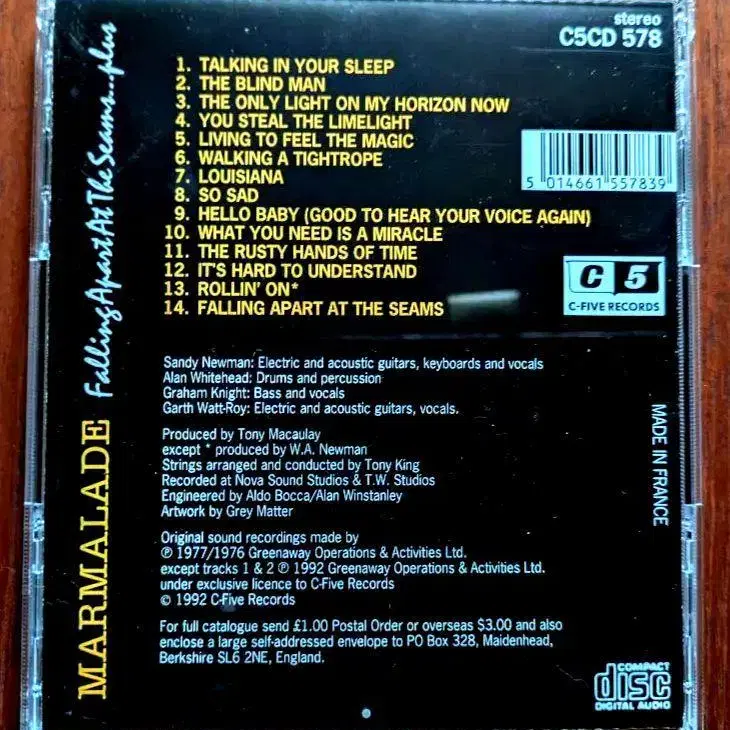 stereo
C5CD 578
1. TALKING IN YOUR SLEEP
2. THE BLIND MAN
3. THE ONLY LIGHT ON MY HORIZON NOW
4. YOU STEAL THE LIMELIGHT
5. LIVING TO FEEL THE MAGIC
6. WALKING A TIGHTROPE
7. LOUISIANA
8. SO SAD
9. HELLO BABY (GOOD TO HEAR YOUR VOICE AGAIN)
10. WHAT YOU NEED IS A MIRACLE
11. THE RUSTY HANDS OF TIME
12. IT'S HARD TO UNDERSTAND
13. ROLLIN' ON*
14. FALLING APART AT THE SEAMS
5 014661 557839
C 5
C-FIVE RECORDS
MARMALADE Falling Apart At The Seams...plus
Sandy Newman: Electric and acoustic guitars, keyboards and vocals
Alan Whitehead: Drums and percussion
Graham Knight: Bass and vocals
Garth Watt-Roy: Electric and acoustic guitars, vocals.
Produced by Tony Macaulay
except * produced by W.A. Newman
Strings arranged and conducted by Tony King
Recorded at Nova Sound Studios & T.W. Studios
Engineered by Aldo Bocca/Alan Winstanley
Artwork by Grey Matter
Original sound recordings made by
℗ 1977/1976 Greenaway Operations & Activities Ltd.
except tracks 1 & 2 ℗ 1992 Greenaway Operations & Activities Ltd.
under exclusive licence to C-Five Records
© 1992 C-Five Records
For full catalogue send £1.00 Postal Order or overseas $3.00 and also
enclose a large self-addressed envelope to PO Box 328, Maidenhead,
Berkshire SL6 2NE, England.
MADE IN FRANCE
COMPACT
disc
DIGITAL AUDIO